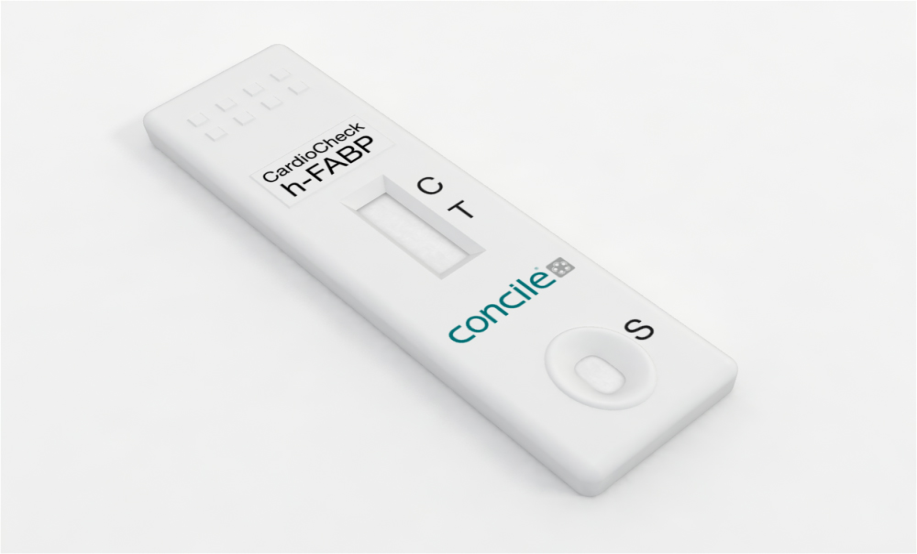 CardioCheck
h-FABP
C
T
concile
S